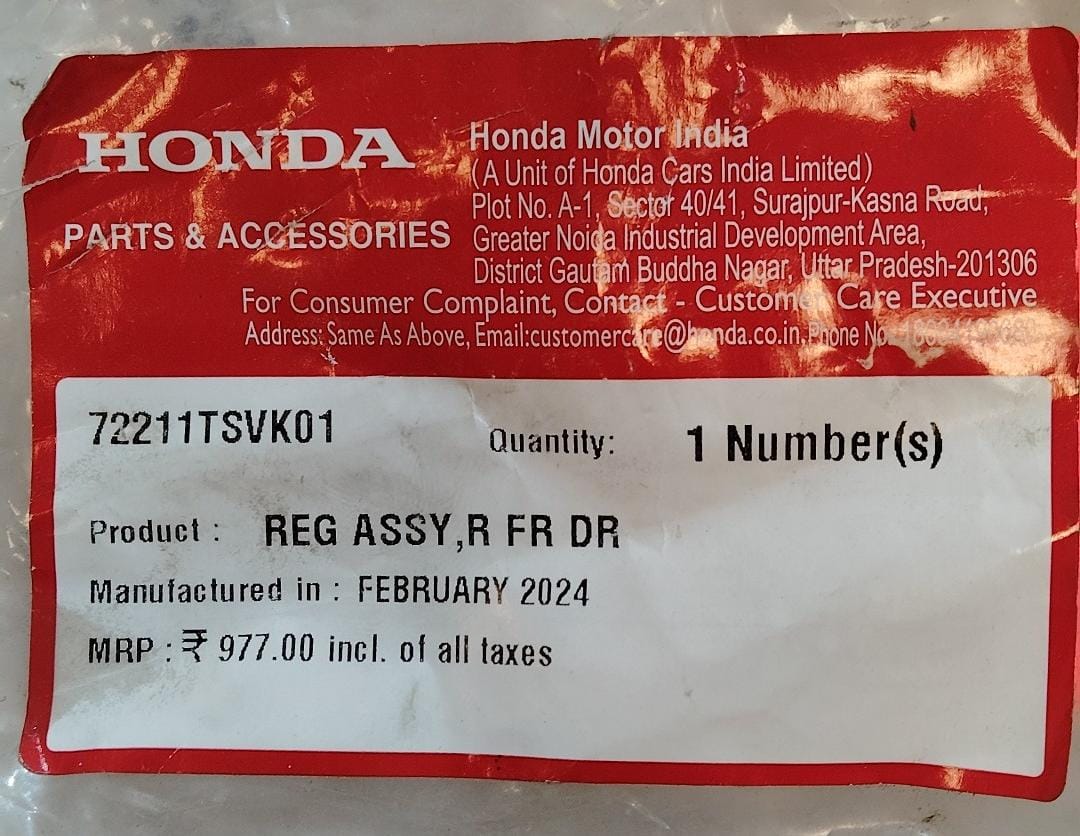 HONDA
PARTS & ACCESSORIES
Honda Motor India
(A Unit of Honda Cars India Limited)
Plot No. A-1, Sector 40/41, Surajpur-Kasna Road,
Greater Noida Industrial Development Area,
District Gautam Buddha Nagar, Uttar Pradesh-201306
For Consumer Complaint, Contact - Customer Care Executive
Address: Same As Above, Email:customercare@honda.co.in, Phone No.
72211TSVK01
Quantity: 1 Number(s)
Product : REG ASSY,R FR DR
Manufactured in : FEBRUARY 2024
MRP : ₹ 977.00 incl. of all taxes